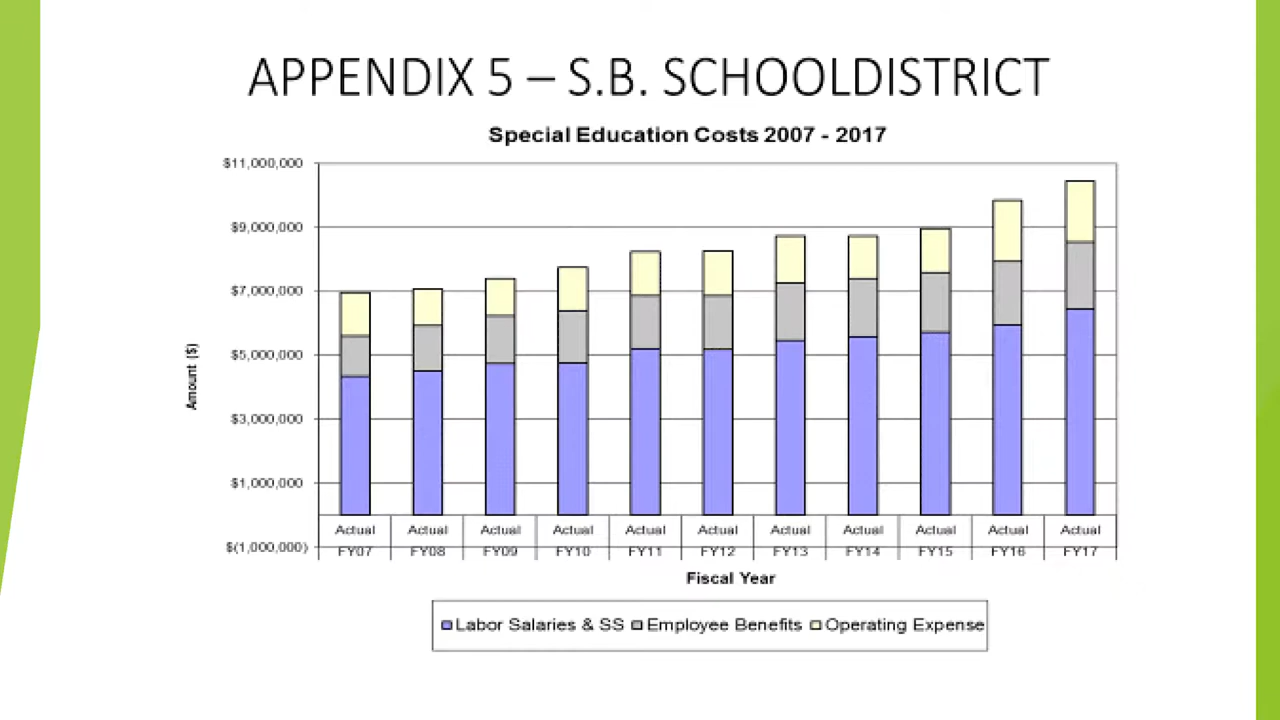 APPENDIX 5 – S.B. SCHOOLDISTRICT
Special Education Costs 2007 - 2017
$11,000,000
$9,000,000
$7,000,000
$5,000,000
$3,000,000
$1,000,000
$(1,000,000)
Amount ($)
Actual Actual Actual Actual Actual Actual Actual Actual Actual Actual Actual
FY07 FY08 FY09 FY10 FY11 FY12 FY13 FY14 FY15 FY16 FY17
Fiscal Year
Labor Salaries & SS Employee Benefits Operating Expense